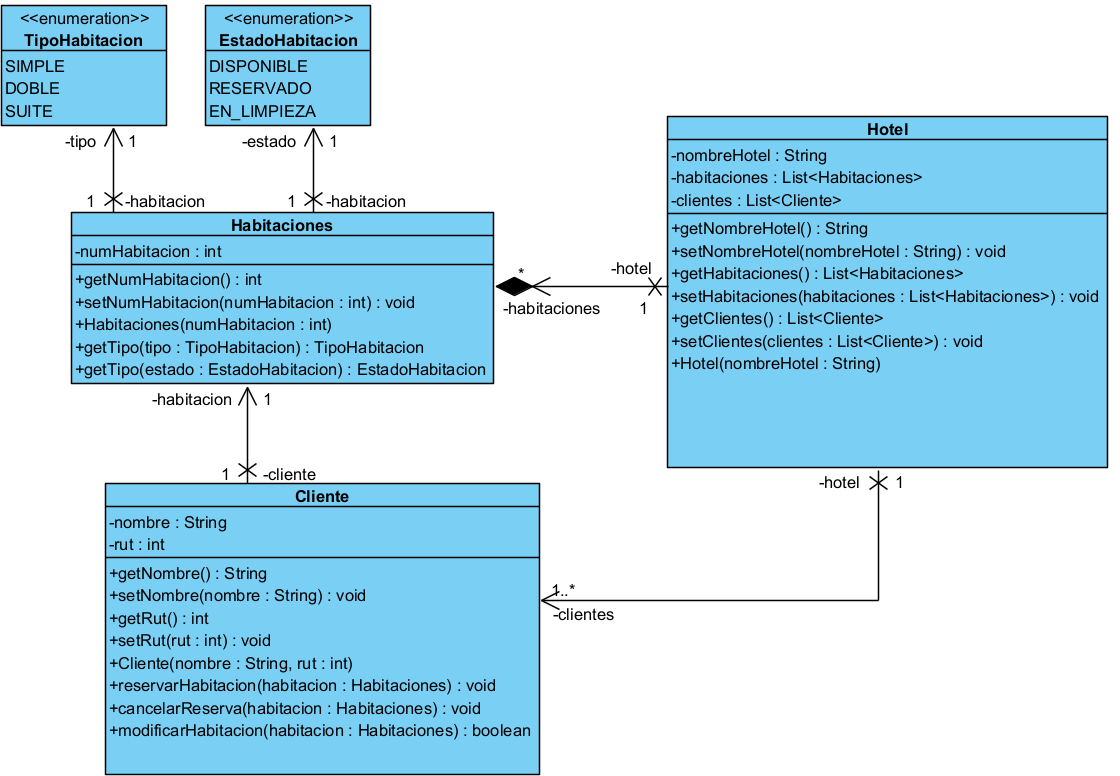 <<enumeration>>
TipoHabitacion
SIMPLE
DOBLE
SUITE
<<enumeration>>
EstadoHabitacion
DISPONIBLE
RESERVADO
EN_LIMPIEZA
-tipo
1
-estado
1
1
-habitacion
1
-habitacion
Habitaciones
-numHabitacion : int
+getNumHabitacion() : int
+setNumHabitacion(numHabitacion : int) : void
+Habitaciones(numHabitacion : int)
+getTipo(tipo : TipoHabitacion) : TipoHabitacion
+getTipo(estado : EstadoHabitacion) : EstadoHabitacion
*
-habitaciones
-hotel
1
Hotel
-nombreHotel : String
-habitaciones : List<Habitaciones>
-clientes : List<Cliente>
+getNombreHotel() : String
+setNombreHotel(nombreHotel : String) : void
+getHabitaciones() : List<Habitaciones>
+setHabitaciones(habitaciones : List<Habitaciones>) : void
+getClientes() : List<Cliente>
+setClientes(clientes : List<Cliente>) : void
+Hotel(nombreHotel : String)
-habitacion
1
1
-cliente
-hotel
1
Cliente
-nombre : String
-rut : int
+getNombre() : String
+setNombre(nombre : String) : void
+getRut() : int
+setRut(rut : int) : void
+Cliente(nombre : String, rut : int)
+reservarHabitacion(habitacion : Habitaciones) : void
+cancelarReserva(habitacion : Habitaciones) : void
+modificarHabitacion(habitacion : Habitaciones) : boolean
1..*
-clientes